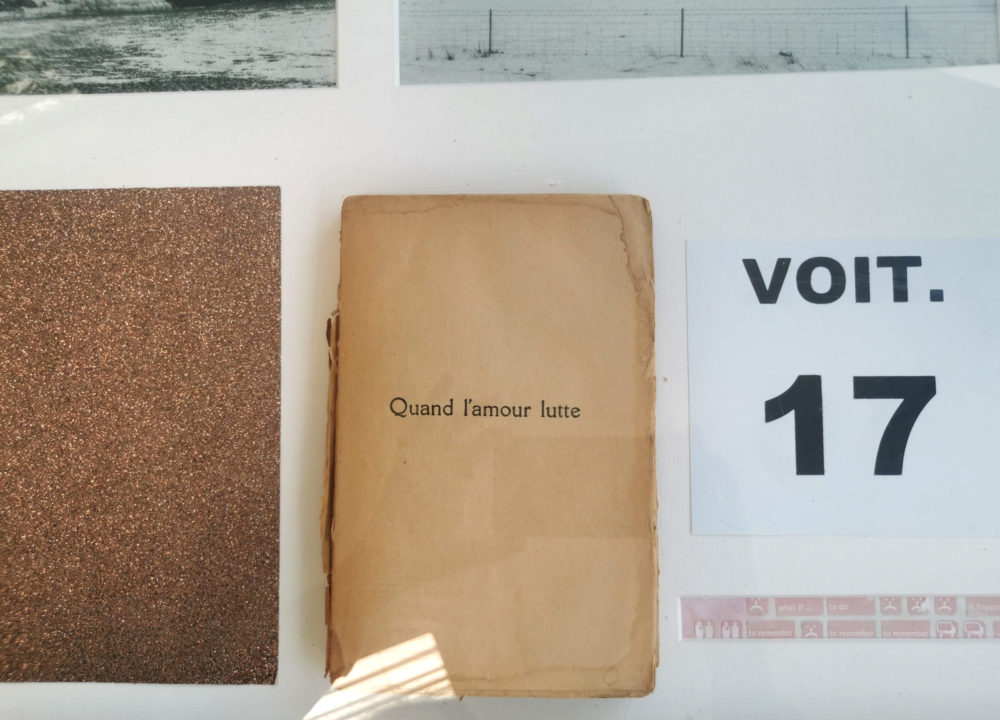 Quand l'amour lutte
VOIT.
17
what if ... to do
to remember to remember to remember